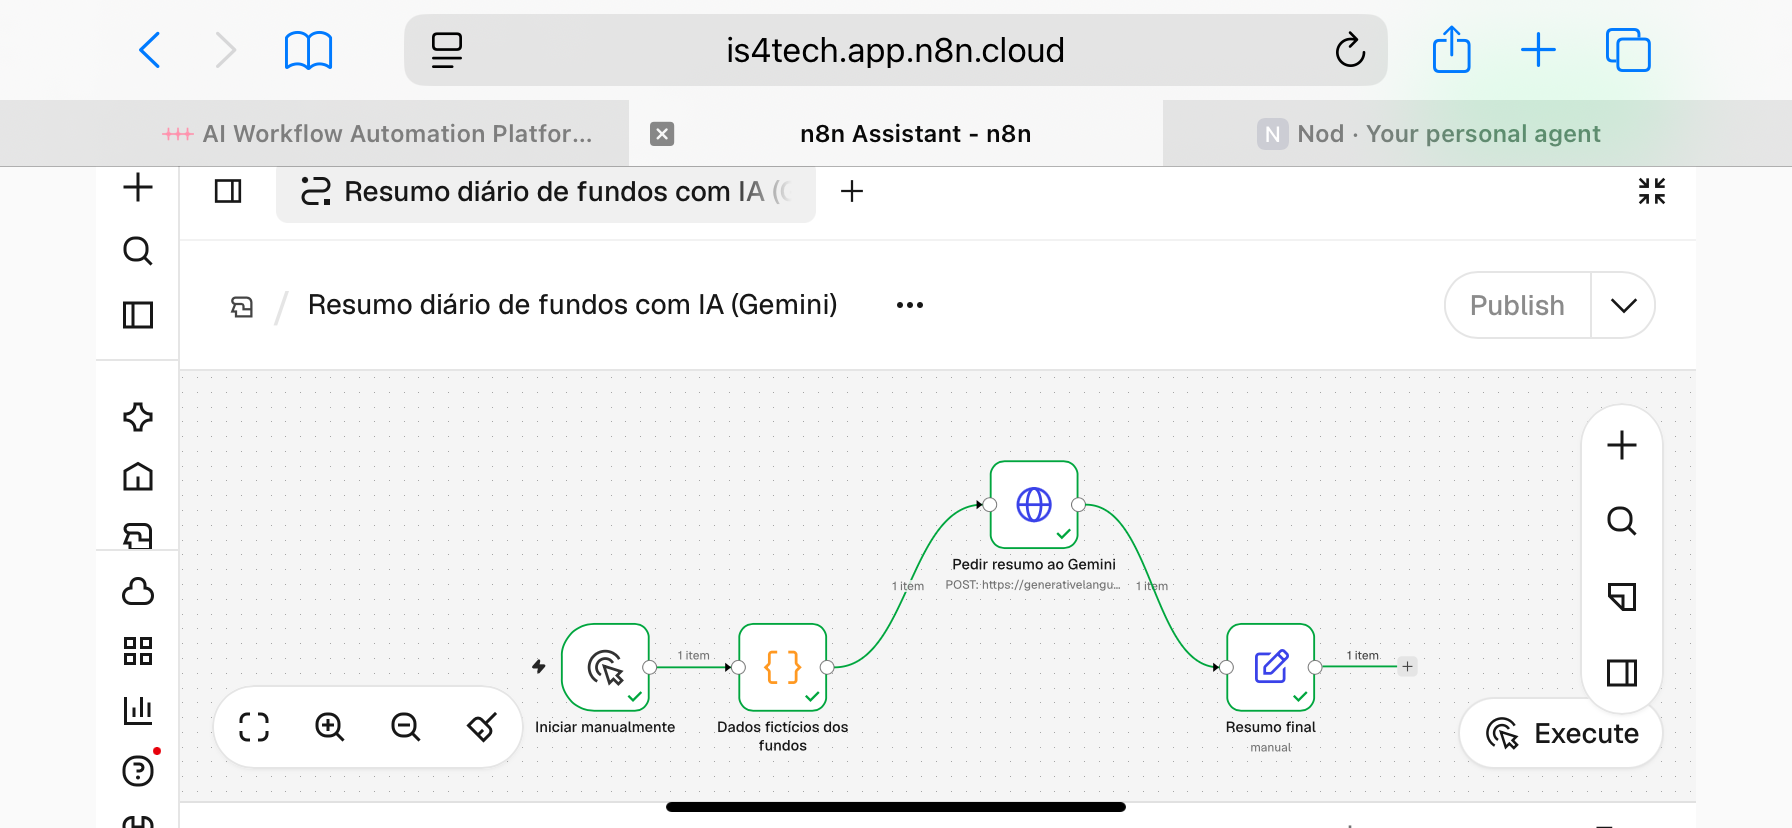 is4tech.app.n8n.cloud
AI Workflow Automation Platfor...
n8n Assistant - n8n
N Nod · Your personal agent
Resumo diário de fundos com IA (
Resumo diário de fundos com IA (Gemini)
Publish
Pedir resumo ao Gemini
POST: https://generativelangu...
1 item
1 item
1 item
1 item
Iniciar manualmente
Dados fictícios dos
fundos
Resumo final
manual
Execute